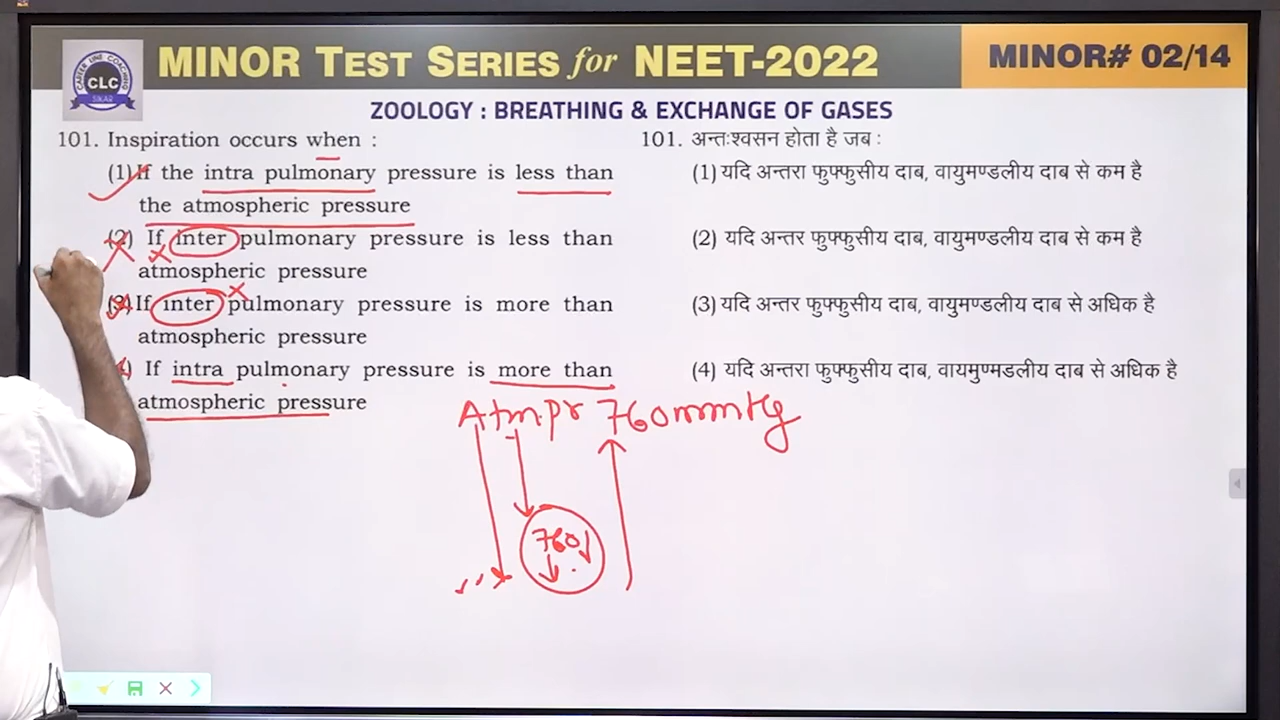 MINOR TEST SERIES for NEET-2022
MINOR# 02/14
CAREER LINE COACHING
CLC
SIKAR
ZOOLOGY : BREATHING & EXCHANGE OF GASES
101. Inspiration occurs when :
(1) If the intra pulmonary pressure is less than
the atmospheric pressure
(2) If inter pulmonary pressure is less than
atmospheric pressure
(3) If inter pulmonary pressure is more than
atmospheric pressure
) If intra pulmonary pressure is more than
atmospheric pressure
101. अन्तःश्वसन होता है जब :
(1) यदि अन्तरा फुफ्फुसीय दाब, वायुमण्डलीय दाब से कम है
(2) यदि अन्तर फुफ्फुसीय दाब, वायुमण्डलीय दाब से कम है
(3) यदि अन्तर फुफ्फुसीय दाब, वायुमण्डलीय दाब से अधिक है
(4) यदि अन्तरा फुफ्फुसीय दाब, वायमुण्मडलीय दाब से अधिक है
Atm pr 760mmHg
760